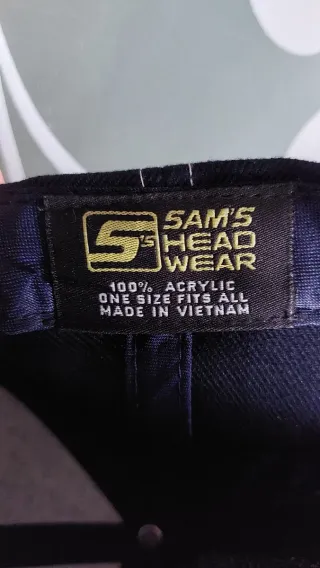 S's
SAM'S
HEAD
WEAR
100% ACRYLIC
ONE SIZE FITS ALL
MADE IN VIETNAM